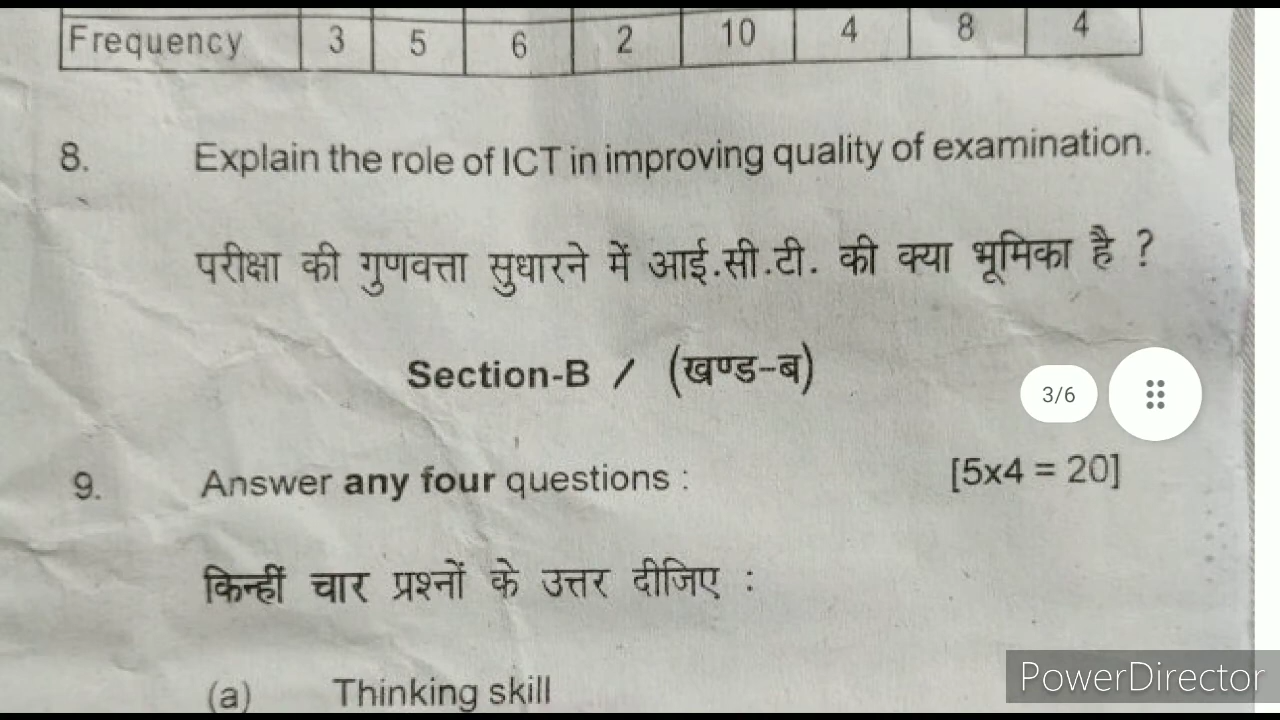 Frequency 3 5 6 2 10 4 8 4
8. Explain the role of ICT in improving quality of examination.
परीक्षा की गुणवत्ता सुधारने में आई.सी.टी. की क्या भूमिका है ?
Section-B / (खण्ड-ब)
3/6
9. Answer any four questions : [5x4 = 20]
किन्हीं चार प्रश्नों के उत्तर दीजिए :
(a) Thinking skill
PowerDirector